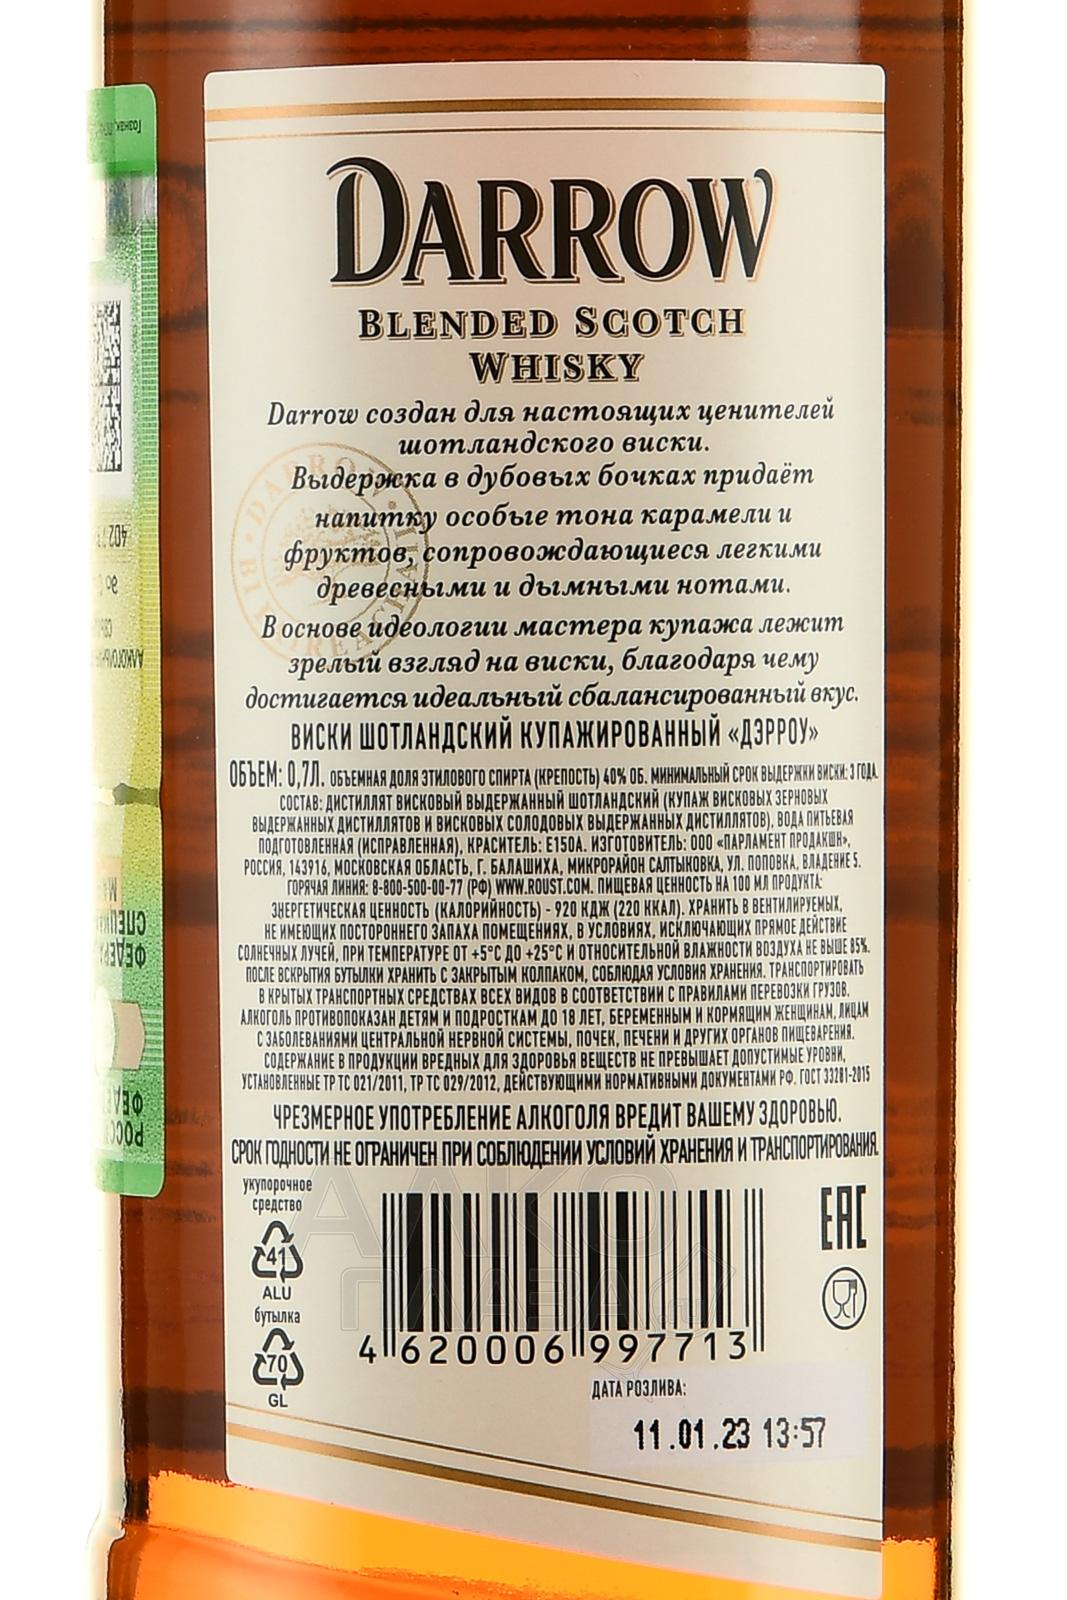 DARROW
BLENDED SCOTCH
WHISKY
Darrow создан для настоящих ценителей
шотландского виски.
Выдержка в дубовых бочках придаёт
напитку особые тона карамели и
фруктов, сопровождающиеся легкими
древесными и дымными нотами.
В основе идеологии мастера купажа лежит
зрелый взгляд на виски, благодаря чему
достигается идеальный сбалансированный вкус.
ВИСКИ ШОТЛАНДСКИЙ КУПАЖИРОВАННЫЙ «ДЭРРОУ»
ОБЪЕМ: 0,7Л. ОБЪЕМНАЯ ДОЛЯ ЭТИЛОВОГО СПИРТА (КРЕПОСТЬ) 40% ОБ. МИНИМАЛЬНЫЙ СРОК ВЫДЕРЖКИ ВИСКИ: 3 ГОДА.
СОСТАВ: ДИСТИЛЛЯТ ВИСКОВЫЙ ВЫДЕРЖАННЫЙ ШОТЛАНДСКИЙ (КУПАЖ ВИСКОВЫХ ЗЕРНОВЫХ
ВЫДЕРЖАННЫХ ДИСТИЛЛЯТОВ И ВИСКОВЫХ СОЛОДОВЫХ ВЫДЕРЖАННЫХ ДИСТИЛЛЯТОВ), ВОДА ПИТЬЕВАЯ
ПОДГОТОВЛЕННАЯ (ИСПРАВЛЕННАЯ), КРАСИТЕЛЬ: Е150А. ИЗГОТОВИТЕЛЬ: ООО «ПАРЛАМЕНТ ПРОДАКШН»,
РОССИЯ, 143916, МОСКОВСКАЯ ОБЛАСТЬ, Г. БАЛАШИХА, МИКРОРАЙОН САЛТЫКОВКА, УЛ. ПОПОВКА, ВЛАДЕНИЕ 5.
ГОРЯЧАЯ ЛИНИЯ: 8-800-500-00-77 (РФ) WWW.ROUST.COM. ПИЩЕВАЯ ЦЕННОСТЬ НА 100 МЛ ПРОДУКТА:
ЭНЕРГЕТИЧЕСКАЯ ЦЕННОСТЬ (КАЛОРИЙНОСТЬ) - 920 КДЖ (220 ККАЛ). ХРАНИТЬ В ВЕНТИЛИРУЕМЫХ,
НЕ ИМЕЮЩИХ ПОСТОРОННЕГО ЗАПАХА ПОМЕЩЕНИЯХ, В УСЛОВИЯХ, ИСКЛЮЧАЮЩИХ ПРЯМОЕ ДЕЙСТВИЕ
СОЛНЕЧНЫХ ЛУЧЕЙ, ПРИ ТЕМПЕРАТУРЕ ОТ +5°С ДО +25°С И ОТНОСИТЕЛЬНОЙ ВЛАЖНОСТИ ВОЗДУХА НЕ ВЫШЕ 85%.
ПОСЛЕ ВСКРЫТИЯ БУТЫЛКИ ХРАНИТЬ С ЗАКРЫТЫМ КОЛПАКОМ, СОБЛЮДАЯ УСЛОВИЯ ХРАНЕНИЯ. ТРАНСПОРТИРОВАТЬ
В КРЫТЫХ ТРАНСПОРТНЫХ СРЕДСТВАХ ВСЕХ ВИДОВ В СООТВЕТСТВИИ С ПРАВИЛАМИ ПЕРЕВОЗКИ ГРУЗОВ.
АЛКОГОЛЬ ПРОТИВОПОКАЗАН ДЕТЯМ И ПОДРОСТКАМ ДО 18 ЛЕТ, БЕРЕМЕННЫМ И КОРМЯЩИМ ЖЕНЩИНАМ, ЛИЦАМ
С ЗАБОЛЕВАНИЯМИ ЦЕНТРАЛЬНОЙ НЕРВНОЙ СИСТЕМЫ, ПОЧЕК, ПЕЧЕНИ И ДРУГИХ ОРГАНОВ ПИЩЕВАРЕНИЯ.
СОДЕРЖАНИЕ В ПРОДУКЦИИ ВРЕДНЫХ ДЛЯ ЗДОРОВЬЯ ВЕЩЕСТВ НЕ ПРЕВЫШАЕТ ДОПУСТИМЫЕ УРОВНИ,
УСТАНОВЛЕННЫЕ ТР ТС 021/2011, ТР ТС 029/2012, ДЕЙСТВУЮЩИМИ НОРМАТИВНЫМИ ДОКУМЕНТАМИ РФ. ГОСТ 33281-2015
ЧРЕЗМЕРНОЕ УПОТРЕБЛЕНИЕ АЛКОГОЛЯ ВРЕДИТ ВАШЕМУ ЗДОРОВЬЮ.
СРОК ГОДНОСТИ НЕ ОГРАНИЧЕН ПРИ СОБЛЮДЕНИИ УСЛОВИЙ ХРАНЕНИЯ И ТРАНСПОРТИРОВАНИЯ.
укупорочное
средство
41
ALU
бутылка
70
GL
4 620006 997713
EAC
ДАТА РОЗЛИВА:
11.01.23 13:57
АЛКО
ПЛАЗА.ru